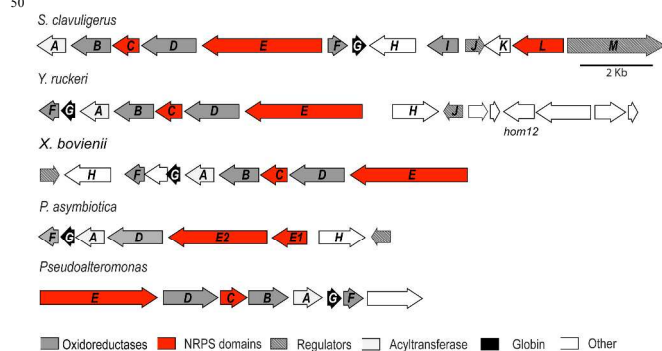 50
S. clavuligerus
A B C D E F G H I J K L M
2 Kb
Y. ruckeri
F G A B C D E H J
hom12
X. bovienii
H F G A B C D E
P. asymbiotica
F G A D E2 E1 H
Pseudoalteromonas
E D C B A G F
Oxidoreductases NRPS domains Regulators Acyltransferase Globin Other